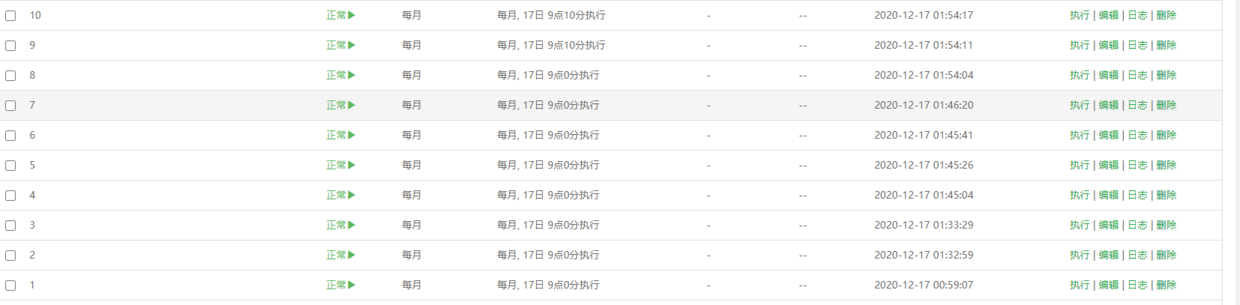 10 正常▶ 每月 每月, 17日 9点10分执行 - -- 2020-12-17 01:54:17 执行 | 编辑 | 日志 | 删除
9 正常▶ 每月 每月, 17日 9点10分执行 - -- 2020-12-17 01:54:11 执行 | 编辑 | 日志 | 删除
8 正常▶ 每月 每月, 17日 9点0分执行 - -- 2020-12-17 01:54:04 执行 | 编辑 | 日志 | 删除
7 正常▶ 每月 每月, 17日 9点0分执行 - -- 2020-12-17 01:46:20 执行 | 编辑 | 日志 | 删除
6 正常▶ 每月 每月, 17日 9点0分执行 - -- 2020-12-17 01:45:41 执行 | 编辑 | 日志 | 删除
5 正常▶ 每月 每月, 17日 9点0分执行 - -- 2020-12-17 01:45:26 执行 | 编辑 | 日志 | 删除
4 正常▶ 每月 每月, 17日 9点0分执行 - -- 2020-12-17 01:45:04 执行 | 编辑 | 日志 | 删除
3 正常▶ 每月 每月, 17日 9点0分执行 - -- 2020-12-17 01:33:29 执行 | 编辑 | 日志 | 删除
2 正常▶ 每月 每月, 17日 9点0分执行 - -- 2020-12-17 01:32:59 执行 | 编辑 | 日志 | 删除
1 正常▶ 每月 每月, 17日 9点0分执行 - -- 2020-12-17 00:59:07 执行 | 编辑 | 日志 | 删除